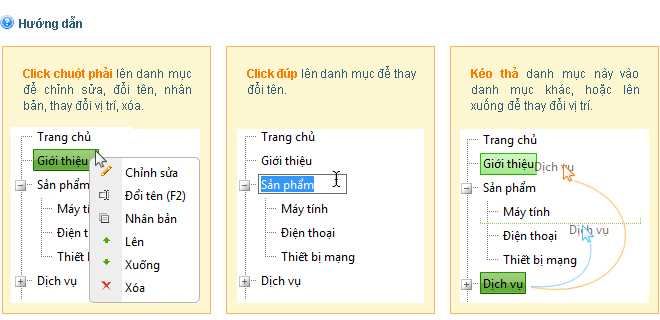 Hướng dẫn
Click chuột phải lên danh mục
để chỉnh sửa, đổi tên, nhân
bản, thay đổi vị trí, xóa.
Trang chủ
Giới thiệu
Sản phẩm
Máy tính
Điện t
Thiết b
Dịch vụ
Chỉnh sửa
Đổi tên (F2)
Nhân bản
Lên
Xuống
Xóa
Click đúp lên danh mục để thay
đổi tên.
Trang chủ
Giới thiệu
Sản phẩm
Máy tính
Điện thoại
Thiết bị mạng
Dịch vụ
Kéo thả danh mục này vào
danh mục khác, hoặc lên
xuống để thay đổi vị trí.
Trang chủ
Giới thiệu
Dịch vụ
Sản phẩm
Máy tính
Dịch vụ
Điện thoại
Thiết bị mạng
Dịch vụ